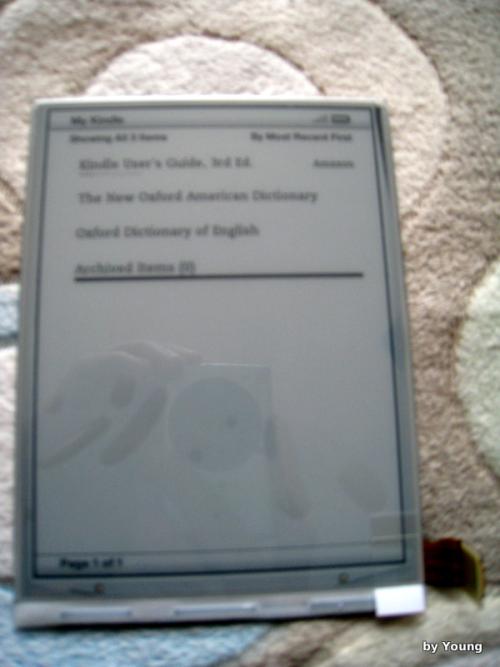 My Kindle
Showing All 3 Items By Most Recent First
Kindle User's Guide, 3rd Ed. Amazon
The New Oxford American Dictionary
Oxford Dictionary of English
Archived Items (0)
Page 1 of 1
by Young